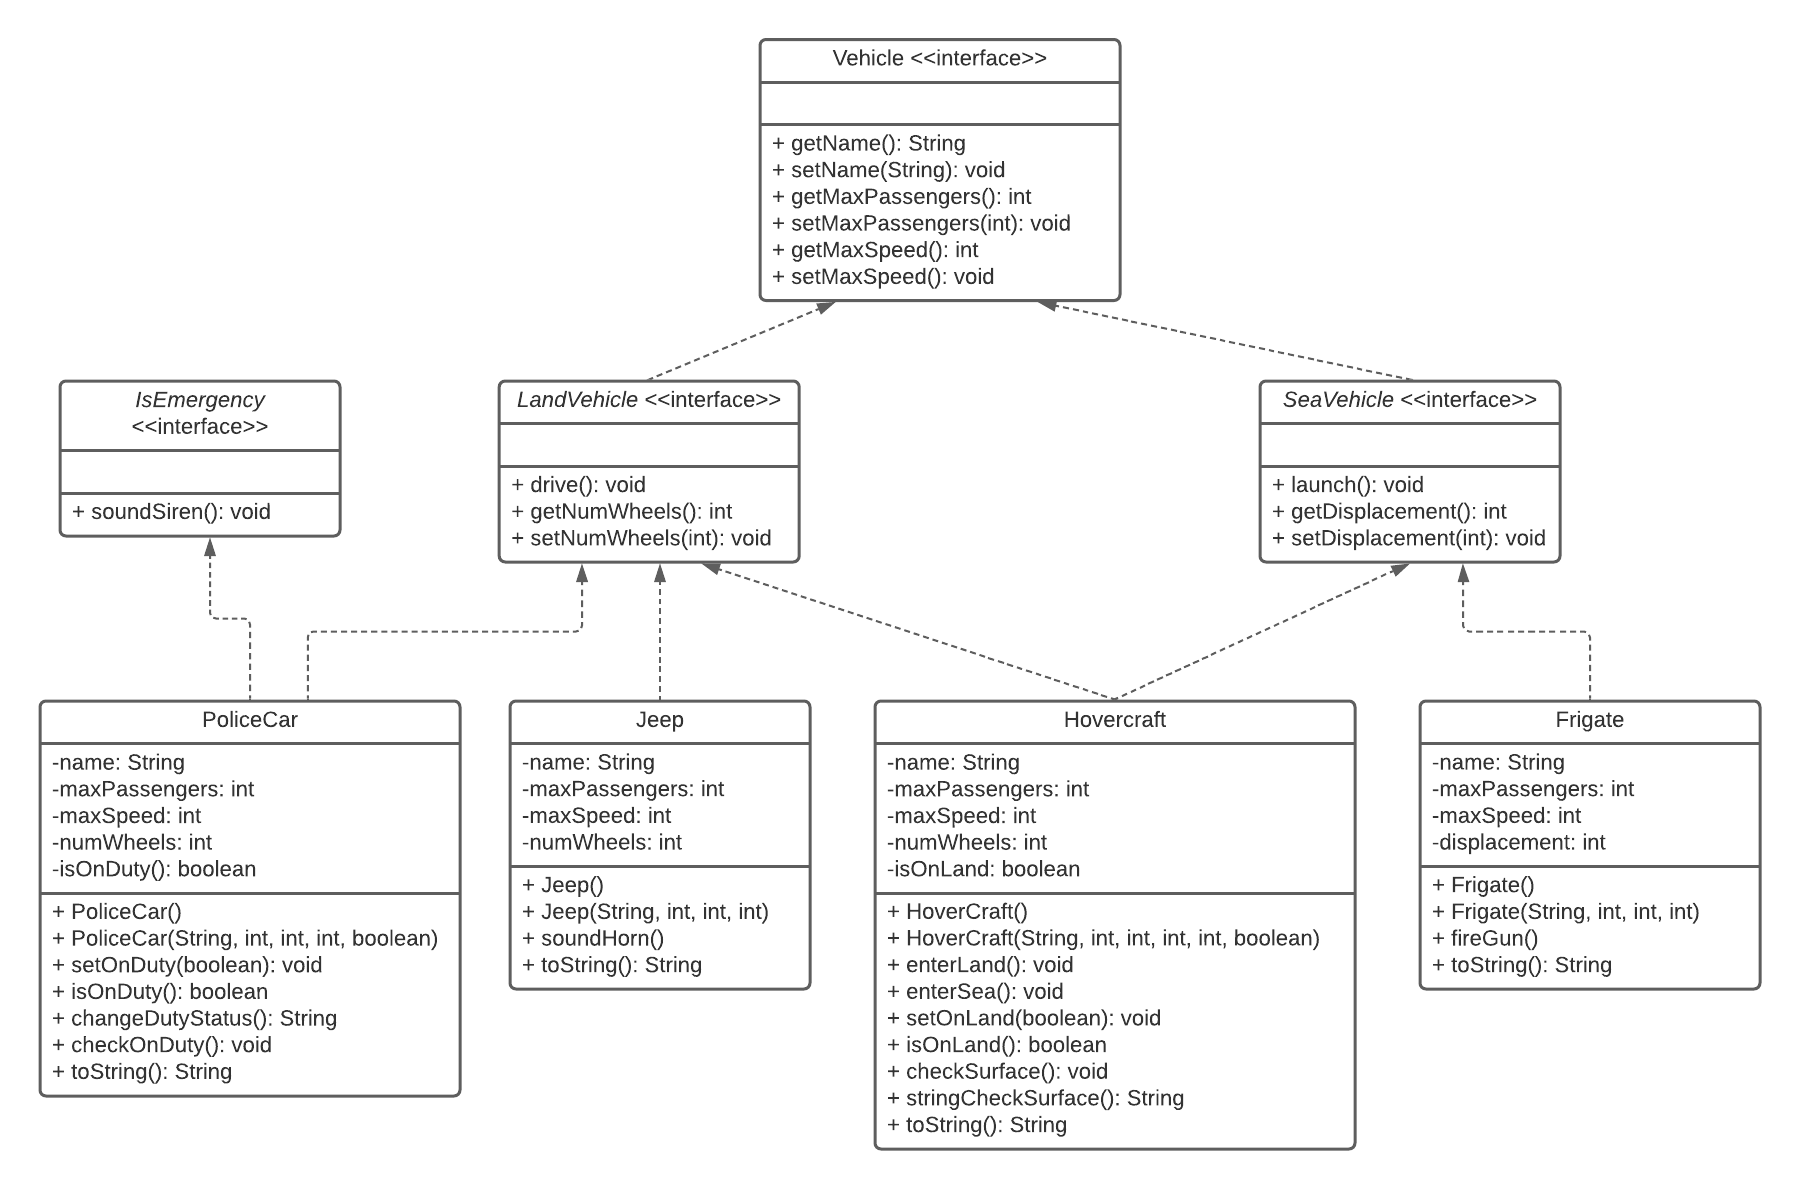 Vehicle <<interface>>
+ getName(): String
+ setName(String): void
+ getMaxPassengers(): int
+ setMaxPassengers(int): void
+ getMaxSpeed(): int
+ setMaxSpeed(): void
IsEmergency
<<interface>>
+ soundSiren(): void
LandVehicle <<interface>>
+ drive(): void
+ getNumWheels(): int
+ setNumWheels(int): void
SeaVehicle <<interface>>
+ launch(): void
+ getDisplacement(): int
+ setDisplacement(int): void
PoliceCar
-name: String
-maxPassengers: int
-maxSpeed: int
-numWheels: int
-isOnDuty(): boolean
+ PoliceCar()
+ PoliceCar(String, int, int, int, boolean)
+ setOnDuty(boolean): void
+ isOnDuty(): boolean
+ changeDutyStatus(): String
+ checkOnDuty(): void
+ toString(): String
Jeep
-name: String
-maxPassengers: int
-maxSpeed: int
-numWheels: int
+ Jeep()
+ Jeep(String, int, int, int)
+ soundHorn()
+ toString(): String
Hovercraft
-name: String
-maxPassengers: int
-maxSpeed: int
-numWheels: int
-isOnLand: boolean
+ HoverCraft()
+ HoverCraft(String, int, int, int, int, boolean)
+ enterLand(): void
+ enterSea(): void
+ setOnLand(boolean): void
+ isOnLand(): boolean
+ checkSurface(): void
+ stringCheckSurface(): String
+ toString(): String
Frigate
-name: String
-maxPassengers: int
-maxSpeed: int
-displacement: int
+ Frigate()
+ Frigate(String, int, int, int)
+ fireGun()
+ toString(): String